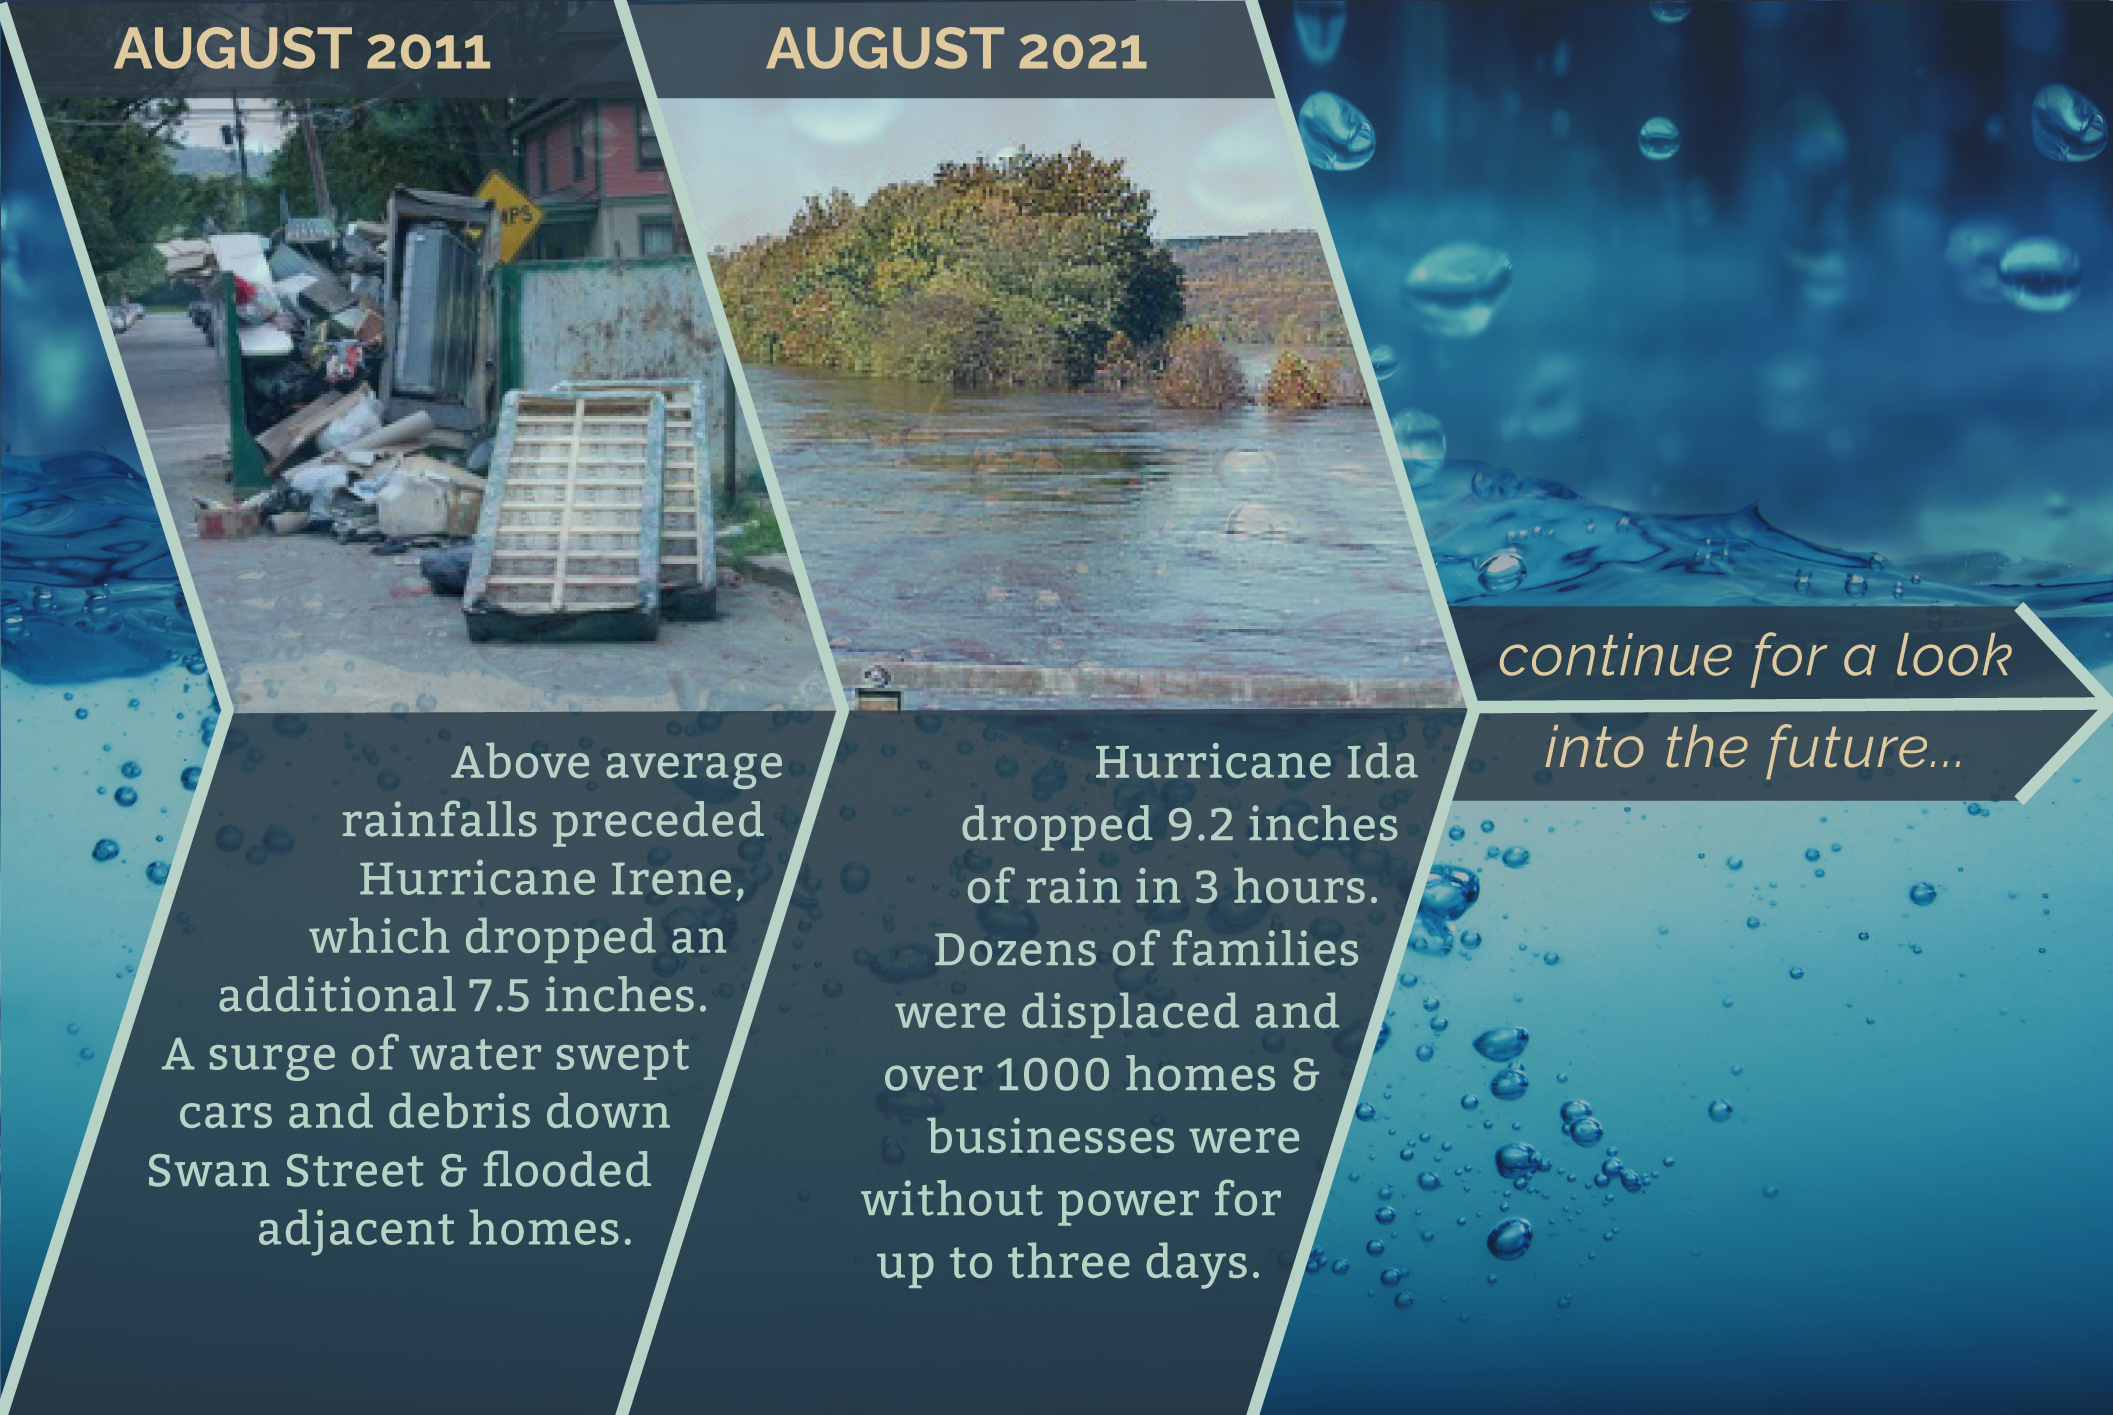 AUGUST 2011
Above average
rainfalls preceded
Hurricane Irene,
which dropped an
additional 7.5 inches.
A surge of water swept
cars and debris down
Swan Street & flooded
adjacent homes.
AUGUST 2021
Hurricane Ida
dropped 9.2 inches
of rain in 3 hours.
Dozens of families
were displaced and
over 1000 homes &
businesses were
without power for
up to three days.
continue for a look
into the future...